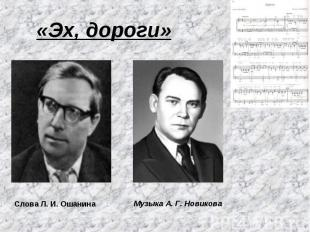 «Эх, дороги»
Слова Л. И. Ошанина
Музыка А. Г. Новикова